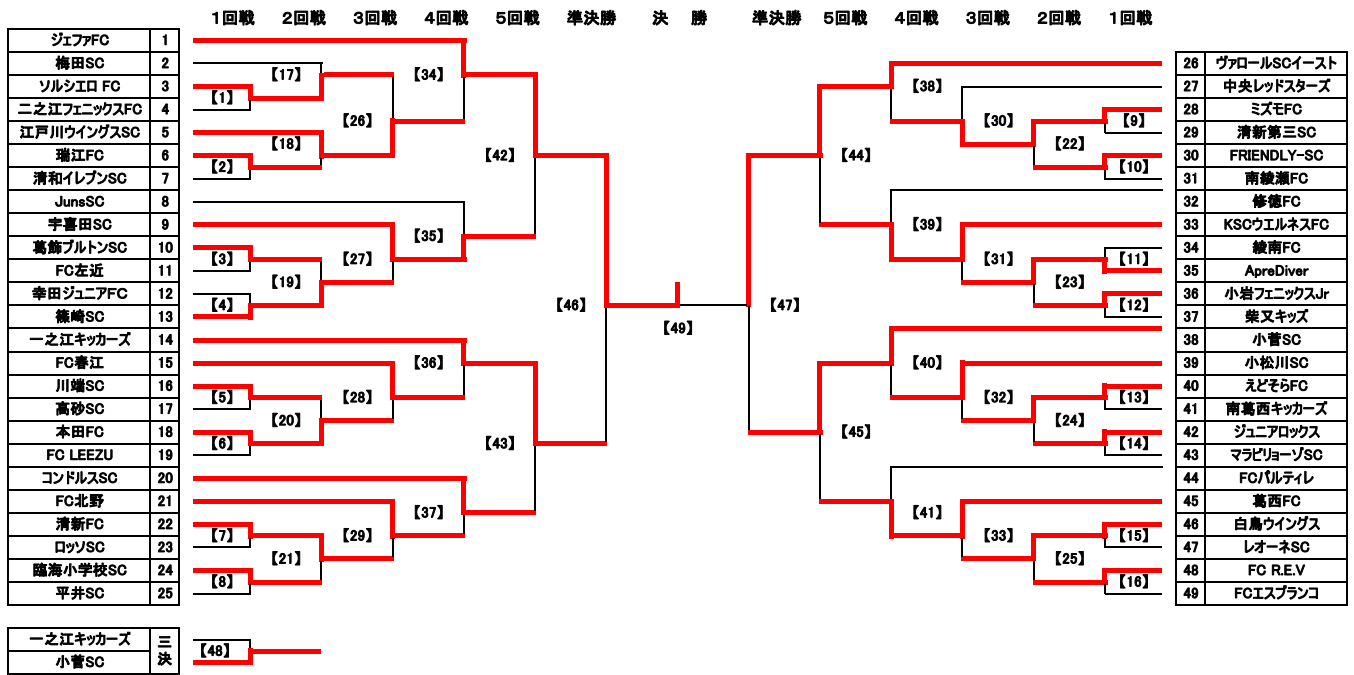 1回戦 2回戦 3回戦 4回戦 5回戦 準決勝 決 勝 準決勝 5回戦 4回戦 3回戦 2回戦 1回戦
ジェファFC 1
梅田SC 2
ソルシエロ FC 3
二之江フェニックスFC 4
江戸川ウイングスSC 5
瑞江FC 6
清和イレブンSC 7
JunsSC 8
宇喜田SC 9
葛飾ブルトンSC 10
FC左近 11
幸田ジュニアFC 12
篠崎SC 13
一之江キッカーズ 14
FC春江 15
川端SC 16
高砂SC 17
本田FC 18
FC LEEZU 19
コンドルスSC 20
FC北野 21
清新FC 22
ロッソSC 23
臨海小学校SC 24
平井SC 25
【1】
【2】
【3】
【4】
【5】
【6】
【7】
【8】
【17】
【18】
【19】
【20】
【21】
【26】
【27】
【28】
【29】
【34】
【35】
【36】
【37】
【42】
【43】
【46】
【49】
【47】
【44】
【45】
【38】
【39】
【40】
【41】
【30】
【31】
【32】
【33】
【22】
【23】
【24】
【25】
【9】
【10】
【11】
【12】
【13】
【14】
【15】
【16】
26 ヴァロールSCイースト
27 中央レッドスターズ
28 ミズモFC
29 清新第三SC
30 FRIENDLY-SC
31 南綾瀬FC
32 修徳FC
33 KSCウエルネスFC
34 綾南FC
35 ApreDiver
36 小岩フェニックスJr
37 柴又キッズ
38 小菅SC
39 小松川SC
40 えどそらFC
41 南葛西キッカーズ
42 ジュニアロックス
43 マラビリョーゾSC
44 FCパルティレ
45 葛西FC
46 白鳥ウイングス
47 レオーネSC
48 FC R.E.V
49 FCエスプランコ
一之江キッカーズ
小菅SC
三決
【48】